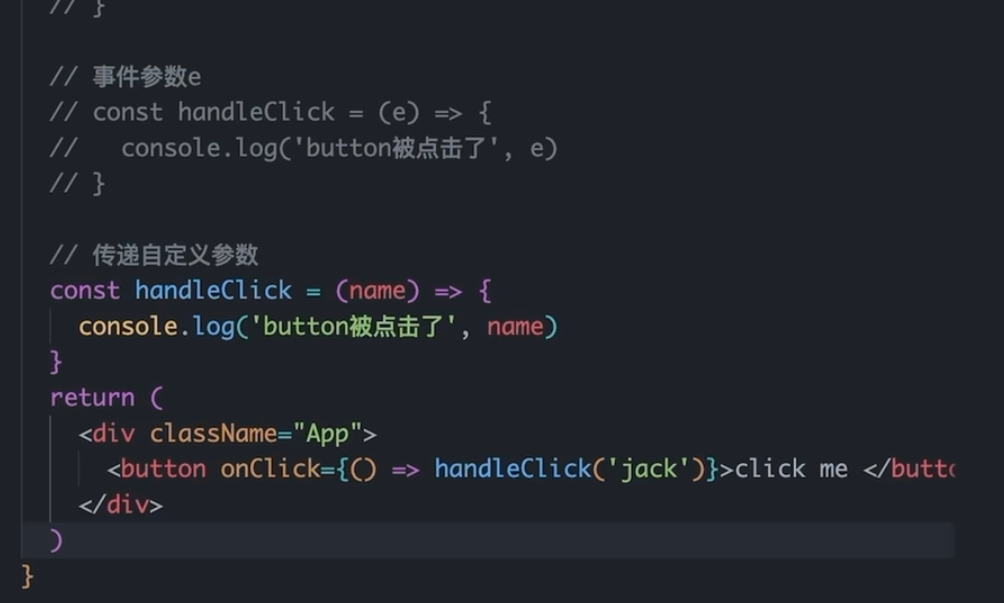 // }
// 事件参数e
// const handleClick = (e) => {
//   console.log('button被点击了', e)
// }
// 传递自定义参数
const handleClick = (name) => {
  console.log('button被点击了', name)
}
return (
  <div className="App">
    <button onClick={() => handleClick('jack')}>click me </butto
  </div>
)
}